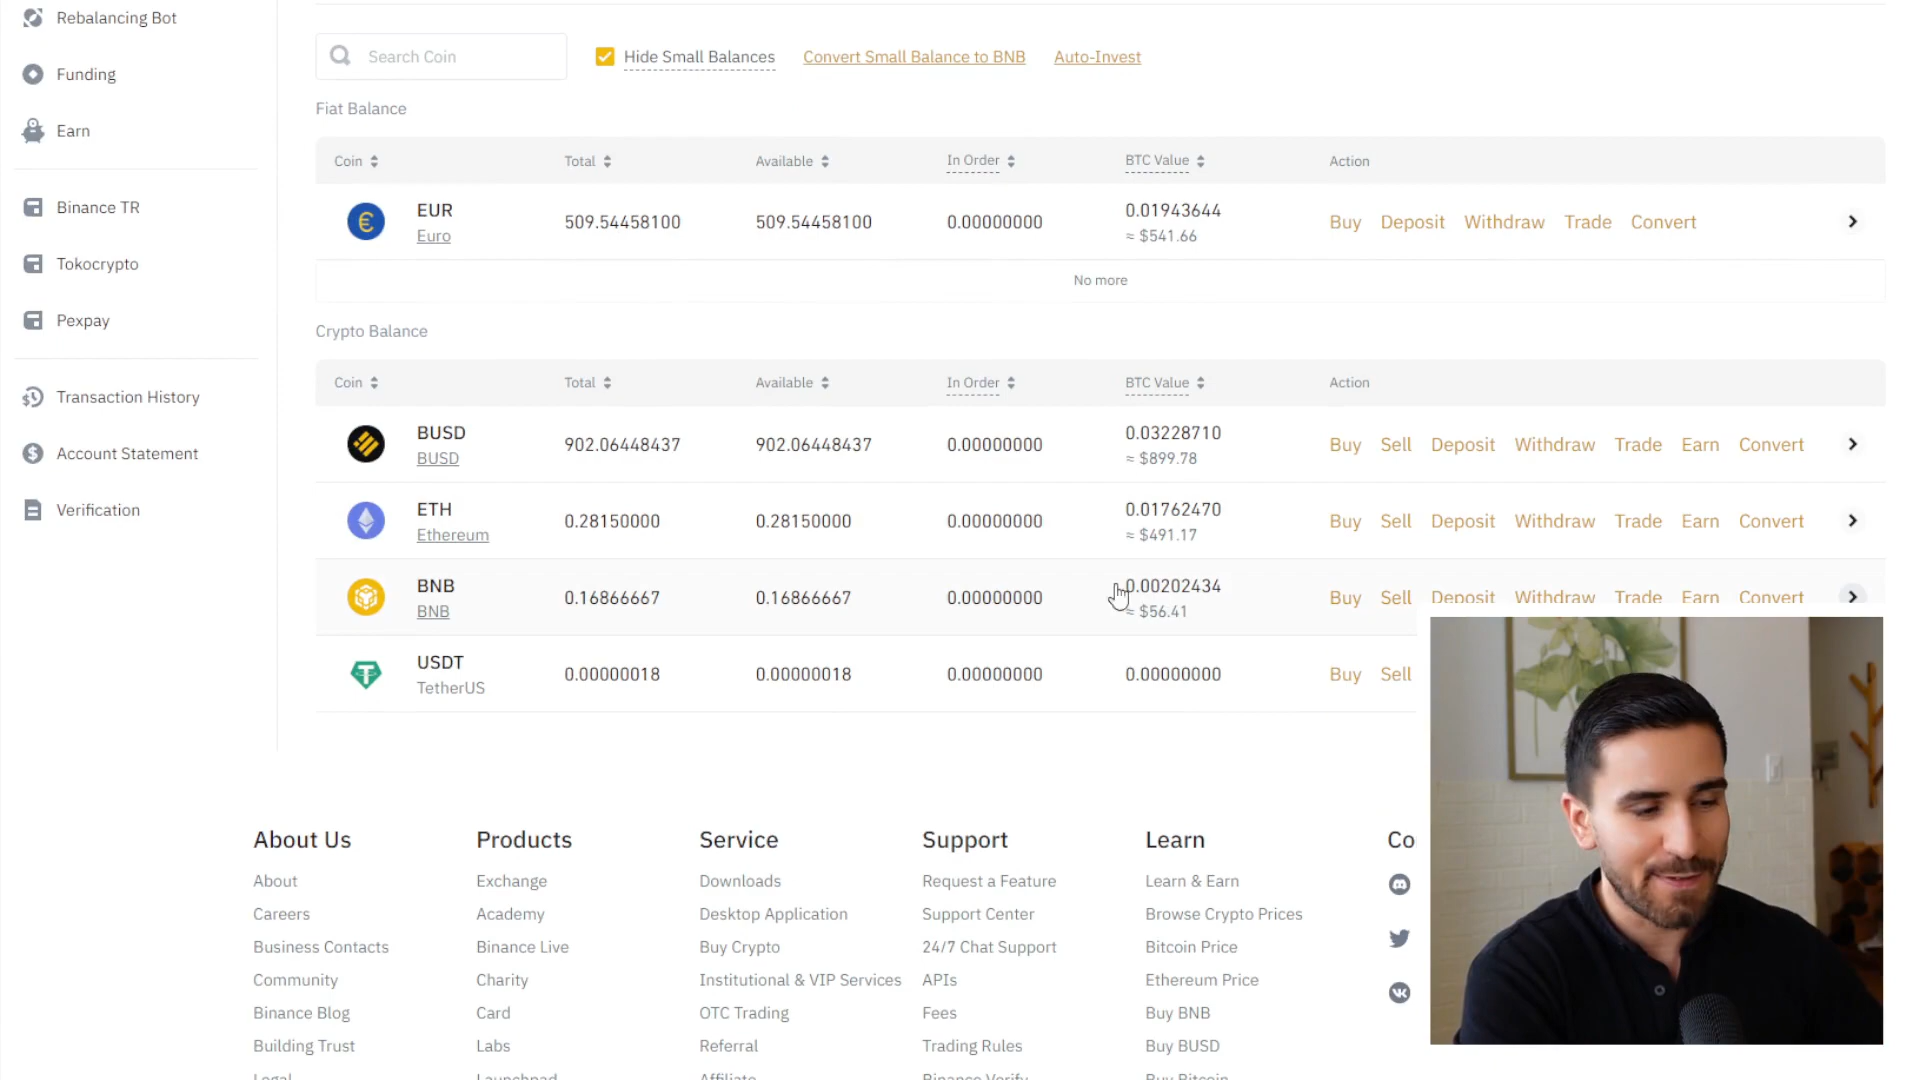 Rebalancing Bot
Funding
Earn
Binance TR
Tokocrypto
Pexpay
Transaction History
Account Statement
Verification
Search Coin
Hide Small Balances
Convert Small Balance to BNB
Auto-Invest
Fiat Balance
Coin Total Available In Order BTC Value Action
EUR
Euro
509.54458100 509.54458100 0.00000000
0.01943644
≈ $541.66
Buy Deposit Withdraw Trade Convert
No more
Crypto Balance
Coin Total Available In Order BTC Value Action
BUSD
BUSD
902.06448437 902.06448437 0.00000000
0.03228710
≈ $899.78
Buy Sell Deposit Withdraw Trade Earn Convert
ETH
Ethereum
0.28150000 0.28150000 0.00000000
0.01762470
≈ $491.17
Buy Sell Deposit Withdraw Trade Earn Convert
BNB
BNB
0.16866667 0.16866667 0.00000000
0.00202434
≈ $56.41
Buy Sell Deposit Withdraw Trade Earn Convert
USDT
TetherUS
0.00000018 0.00000018 0.00000000
0.00000000
Buy Sell
About Us
About
Careers
Business Contacts
Community
Binance Blog
Building Trust
Legal
Products
Exchange
Academy
Binance Live
Charity
Card
Labs
Launchpad
Service
Downloads
Desktop Application
Buy Crypto
Institutional & VIP Services
OTC Trading
Referral
Affiliate
Support
Request a Feature
Support Center
24/7 Chat Support
APIs
Fees
Trading Rules
Binance Verify
Learn
Learn & Earn
Browse Crypto Prices
Bitcoin Price
Ethereum Price
Buy BNB
Buy BUSD
Buy Bitcoin
Co